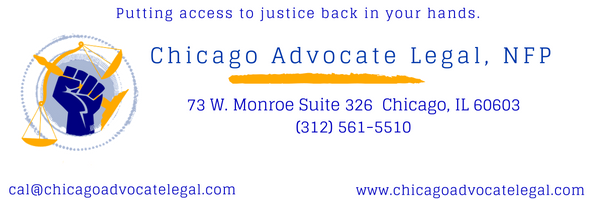 Putting access to justice back in your hands.
Chicago Advocate Legal, NFP
73 W. Monroe Suite 326 Chicago, IL 60603
(312) 561-5510
cal@chicagoadvocatelegal.com
www.chicagoadvocatelegal.com